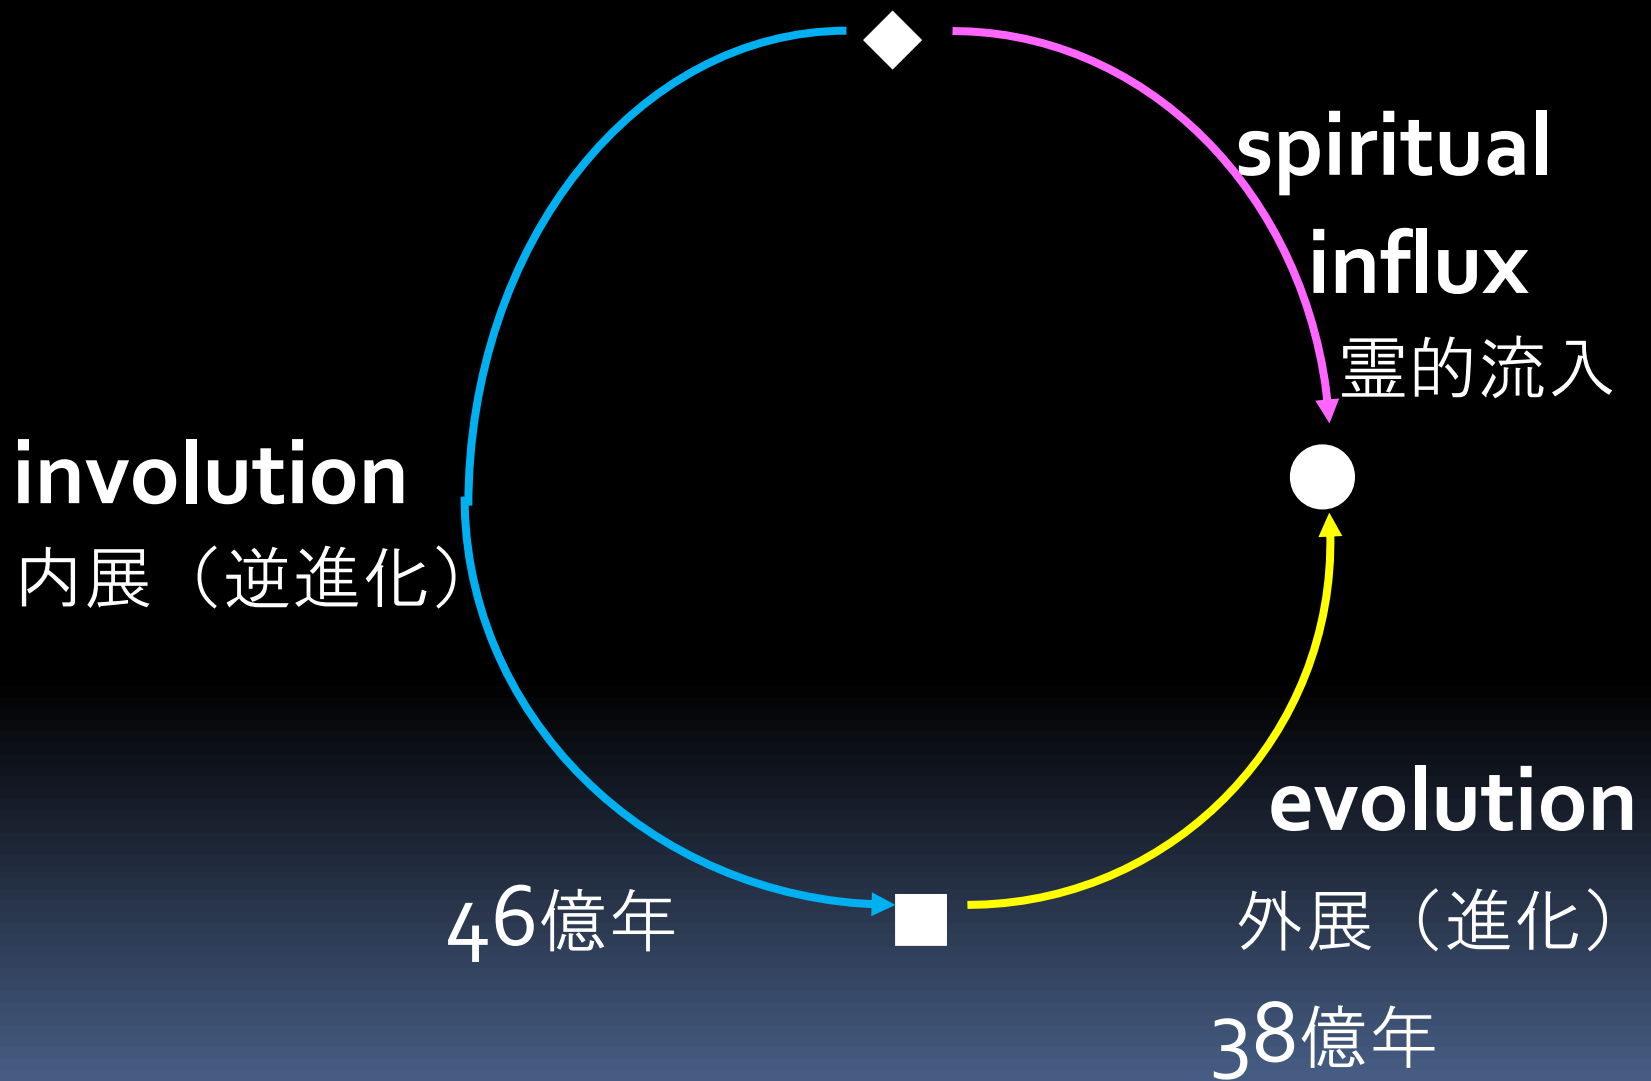 spiritual
influx
霊的流入
involution
内展（逆進化）
46億年
evolution
外展（進化）
38億年